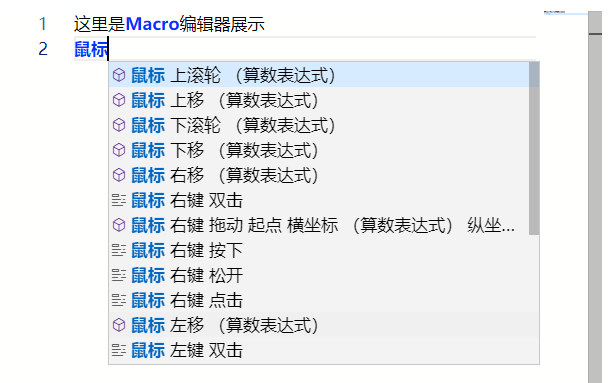 1 这里是Macro编辑器展示
2 鼠标
鼠标 上滚轮 （算数表达式）
鼠标 上移 （算数表达式）
鼠标 下滚轮 （算数表达式）
鼠标 下移 （算数表达式）
鼠标 右移 （算数表达式）
鼠标 右键 双击
鼠标 右键 拖动 起点 横坐标 （算数表达式） 纵坐...
鼠标 右键 按下
鼠标 右键 松开
鼠标 右键 点击
鼠标 左移 （算数表达式）
鼠标 左键 双击